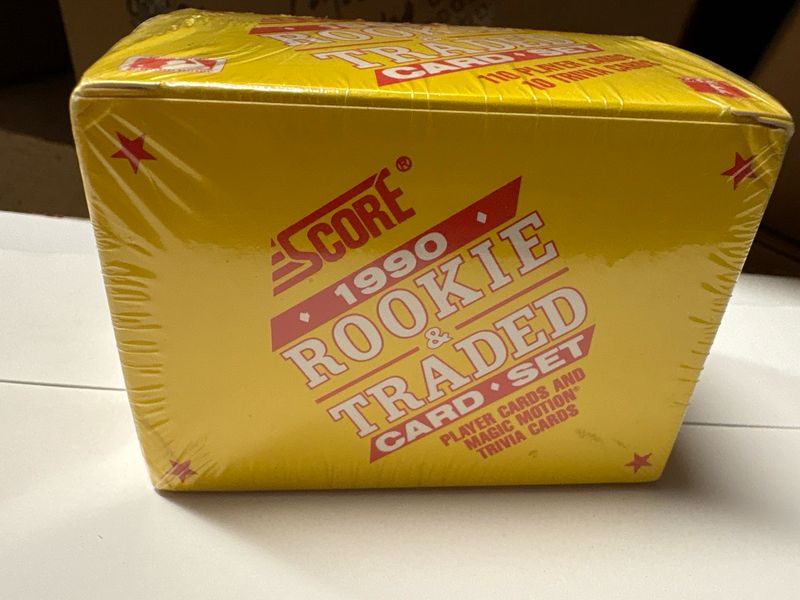 ROOKIE
TRADED
CARD SET
110 PLAYER CARDS
10 TRIVIA CARDS
SCORE®
1990
ROOKIE
&
TRADED
CARD • SET
PLAYER CARDS AND
MAGIC MOTION®
TRIVIA CARDS